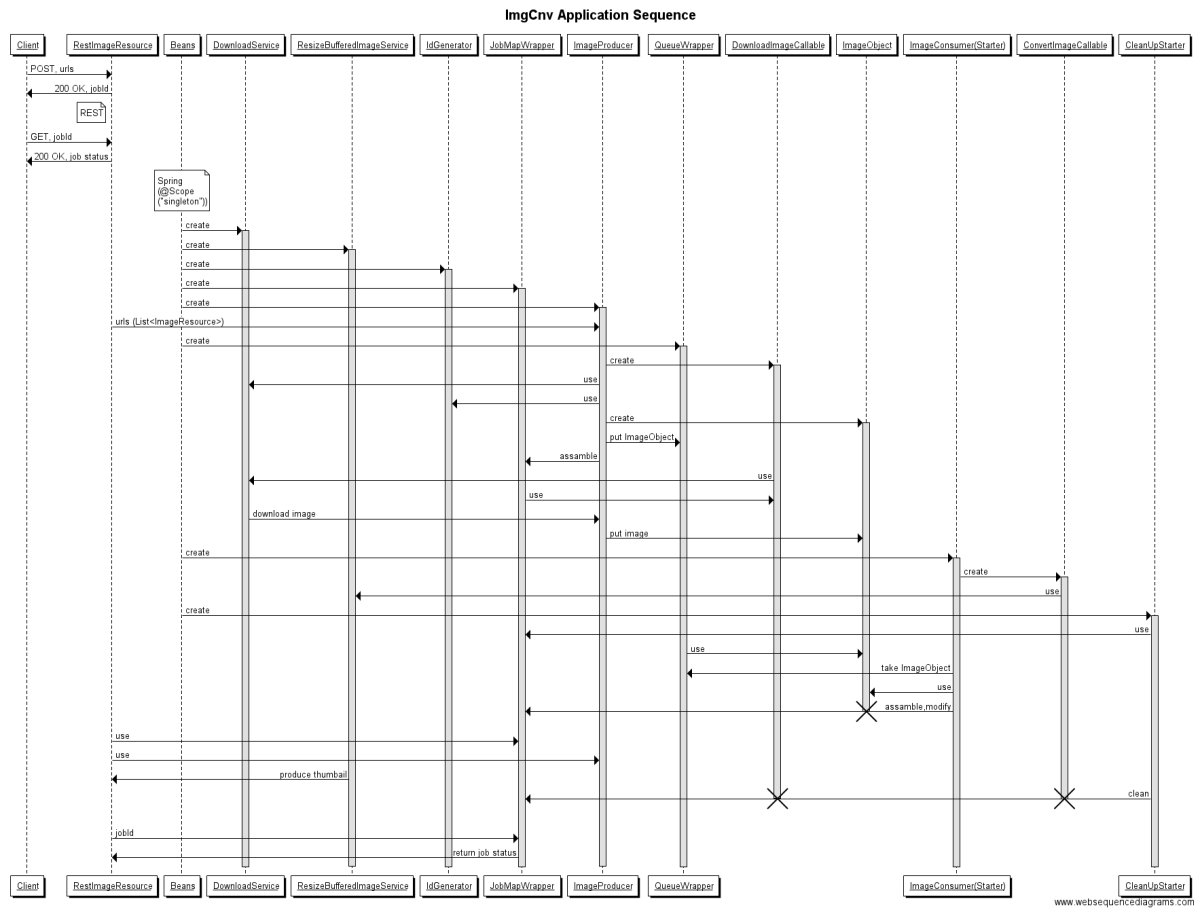 ImgCnv Application Sequence
Client RestImageResource Beans DownloadService ResizeBufferedImageService IdGenerator JobMapWrapper ImageProducer QueueWrapper DownloadImageCallable ImageObject ImageConsumer(Starter) ConvertImageCallable CleanUpStarter
POST, urls
200 OK, jobId
REST
GET, jobId
200 OK, job status
Spring
(@Scope
("singleton"))
create
create
create
create
create
urls (List<ImageResource>)
create
create
use
use
create
put ImageObject
assamble
use
use
download image
put image
create
create
use
create
use
use
take ImageObject
use
assamble,modify
use
use
produce thumbail
clean
jobId
return job status
Client RestImageResource Beans DownloadService ResizeBufferedImageService IdGenerator JobMapWrapper ImageProducer QueueWrapper ImageConsumer(Starter) CleanUpStarter
www.websequencediagrams.com